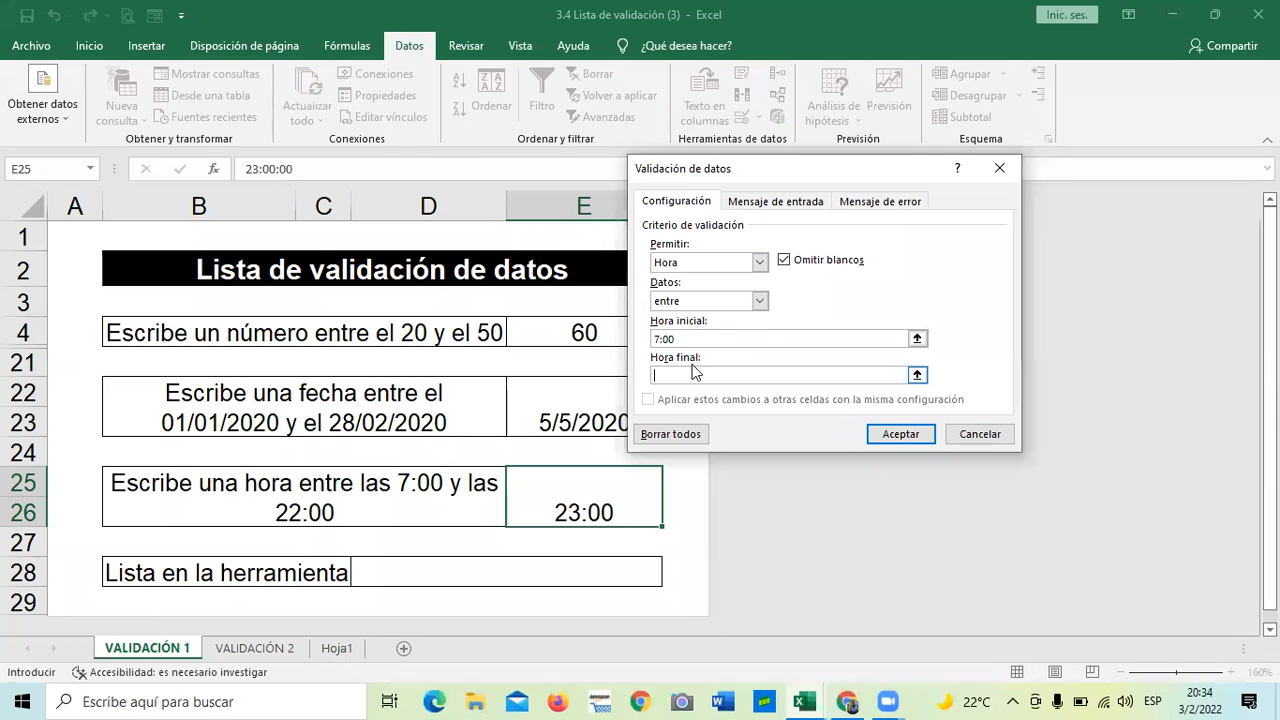 3.4 Lista de validación (3) - Excel
Inic. ses.
Archivo
Inicio
Insertar
Disposición de página
Fórmulas
Datos
Revisar
Vista
Ayuda
¿Qué desea hacer?
Compartir
Obtener datos externos
Nueva consulta
Mostrar consultas
Desde una tabla
Fuentes recientes
Actualizar todo
Conexiones
Propiedades
Editar vínculos
Ordenar
Filtro
Borrar
Volver a aplicar
Avanzadas
Texto en columnas
Análisis de hipótesis
Previsión
Agrupar
Desagrupar
Subtotal
Obtener y transformar
Conexiones
Ordenar y filtrar
Herramientas de datos
Previsión
Esquema
E25
fx
23:00:00
A B C D E
1
2 Lista de validación de datos
3
4 Escribe un número entre el 20 y el 50 60
21
22 Escribe una fecha entre el
23 01/01/2020 y el 28/02/2020 5/5/2020
24
25 Escribe una hora entre las 7:00 y las
26 22:00 23:00
27
28 Lista en la herramienta
29
Validación de datos
?
Configuración
Mensaje de entrada
Mensaje de error
Criterio de validación
Permitir:
Hora
Omitir blancos
Datos:
entre
Hora inicial:
7:00
Hora final:
Aplicar estos cambios a otras celdas con la misma configuración
Borrar todos
Aceptar
Cancelar
VALIDACIÓN 1
VALIDACIÓN 2
Hoja1
Introducir
Accesibilidad: es necesario investigar
160%
Escribe aquí para buscar
22°C
ESP
20:34
3/2/2022